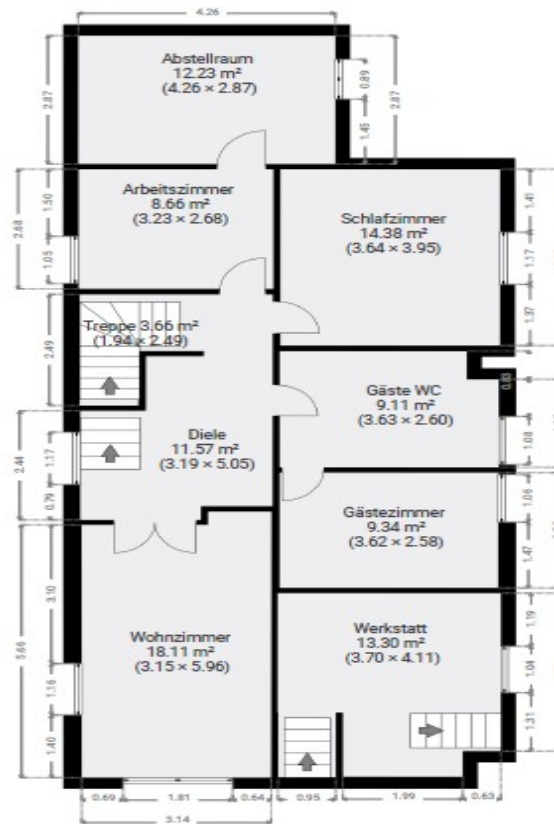 4.26
Abstellraum
12.23 m²
(4.26 × 2.87)
2.87
0.89
1.45
2.87
Arbeitszimmer
8.66 m²
(3.23 × 2.68)
2.68
1.50
1.05
Schlafzimmer
14.38 m²
(3.64 × 3.95)
1.41
1.17
1.37
Treppe 3.66 m²
(1.94 × 2.49)
2.49
Gäste WC
9.11 m²
(3.63 × 2.60)
1.08
Diele
11.57 m²
(3.19 × 5.05)
2.44
1.17
0.79
Gästezimmer
9.34 m²
(3.62 × 2.58)
1.06
1.47
Wohnzimmer
18.11 m²
(3.15 × 5.96)
5.66
3.10
1.16
1.40
Werkstatt
13.30 m²
(3.70 × 4.11)
1.19
1.04
1.31
0.69
1.81
0.64
0.95
1.99
0.63
3.14